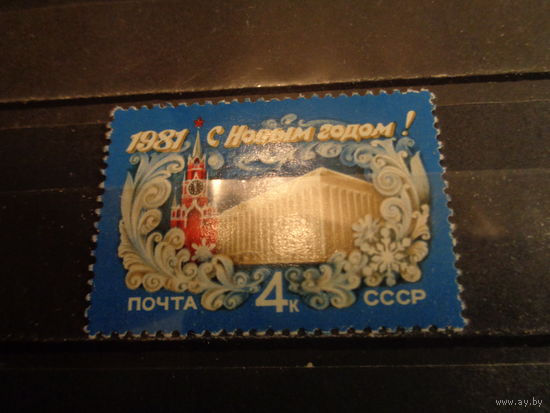 1981 С Новым годом!
ПОЧТА 4к СССР
www.ay.by